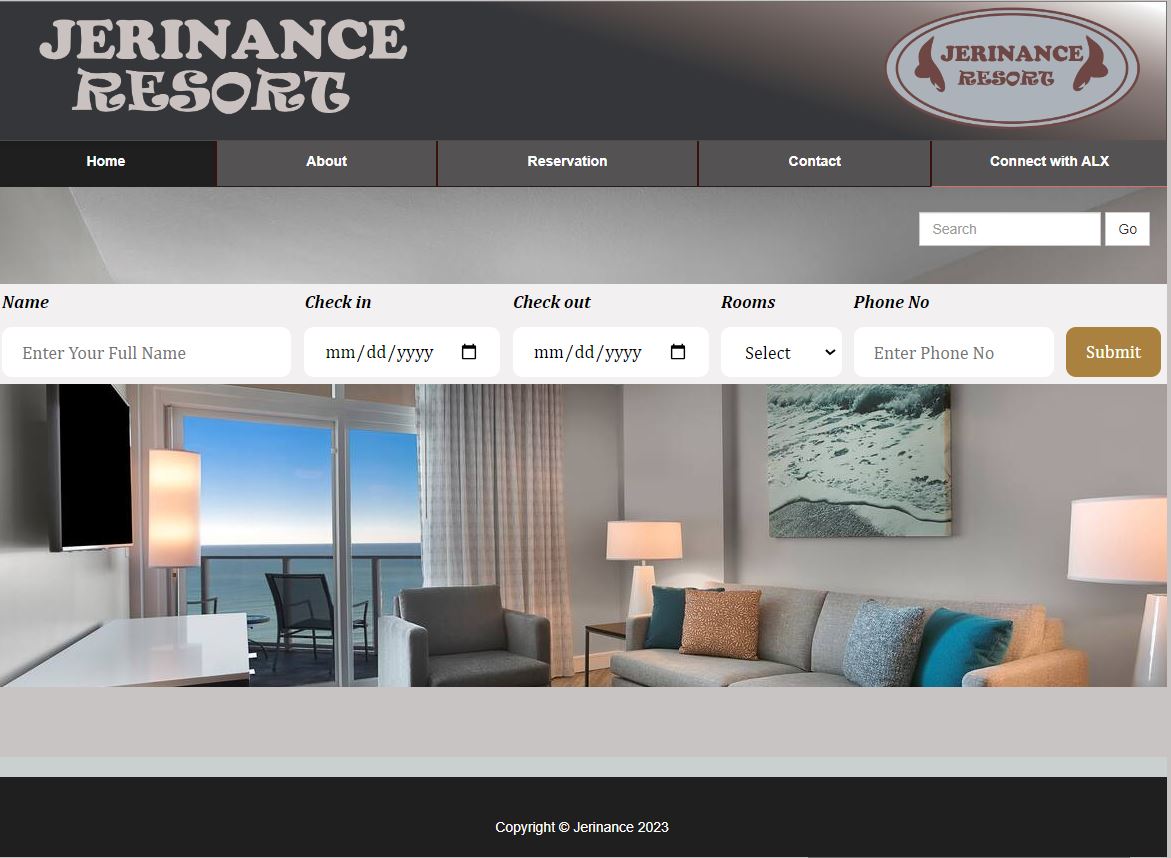 JERINANCE
RESORT
JERINANCE
RESORT
Home About Reservation Contact Connect with ALX
Search Go
Name Check in Check out Rooms Phone No
Enter Your Full Name mm/dd/yyyy mm/dd/yyyy Select Enter Phone No Submit
Copyright © Jerinance 2023